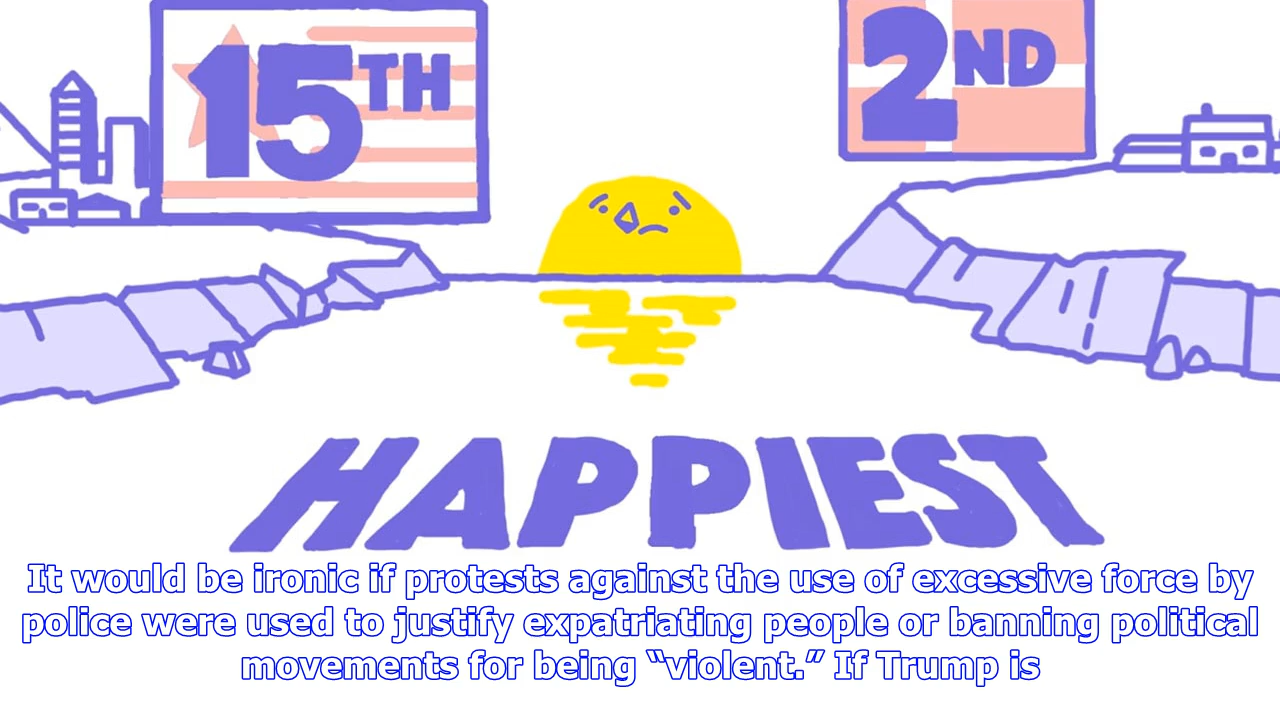 15TH
2ND
HAPPIEST
It would be ironic if protests against the use of excessive force by
police were used to justify expatriating people or banning political
movements for being “violent.” If Trump is